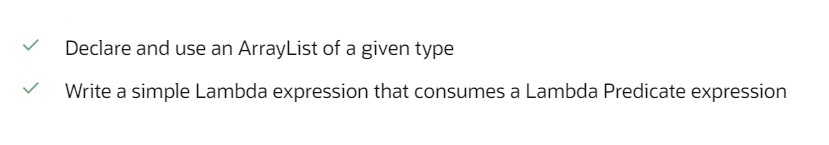 Declare and use an ArrayList of a given type
Write a simple Lambda expression that consumes a Lambda Predicate expression